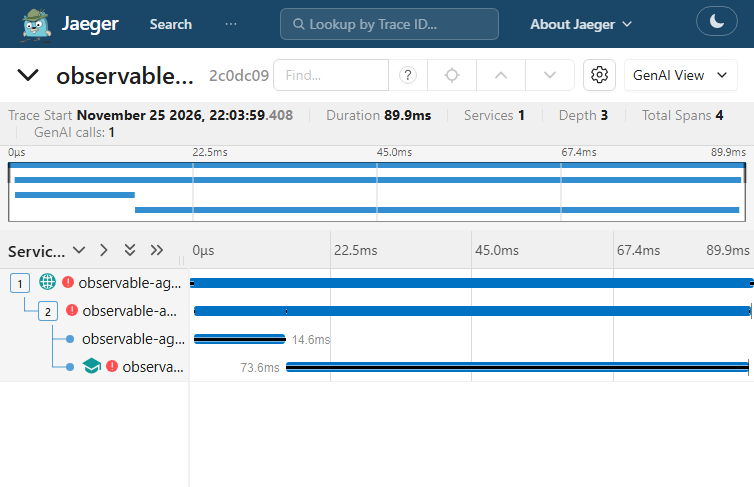 Jaeger Search ··· Lookup by Trace ID... About Jaeger
observable... 2c0dc09 Find... ? GenAI View
Trace Start November 25 2026, 22:03:59.408 Duration 89.9ms Services 1 Depth 3 Total Spans 4
GenAI calls: 1
0μs 22.5ms 45.0ms 67.4ms 89.9ms
Servic... 0μs 22.5ms 45.0ms 67.4ms 89.9ms
1 observable-ag...
2 observable-a...
observable-ag... 14.6ms
observa... 73.6ms